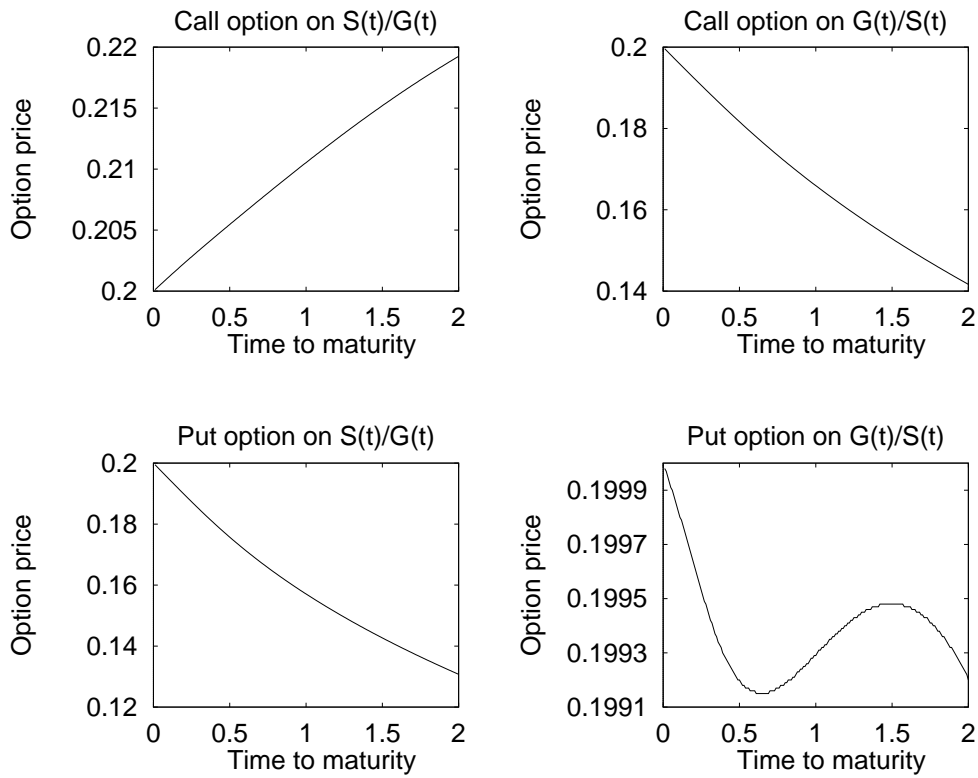 Call option on S(t)/G(t)
0.22
0.215
0.21
0.205
0.2
Option price
0 0.5 1 1.5 2
Time to maturity
Call option on G(t)/S(t)
0.2
0.18
0.16
0.14
Option price
0 0.5 1 1.5 2
Time to maturity
Put option on S(t)/G(t)
0.2
0.18
0.16
0.14
0.12
Option price
0 0.5 1 1.5 2
Time to maturity
Put option on G(t)/S(t)
0.1999
0.1997
0.1995
0.1993
0.1991
Option price
0 0.5 1 1.5 2
Time to maturity